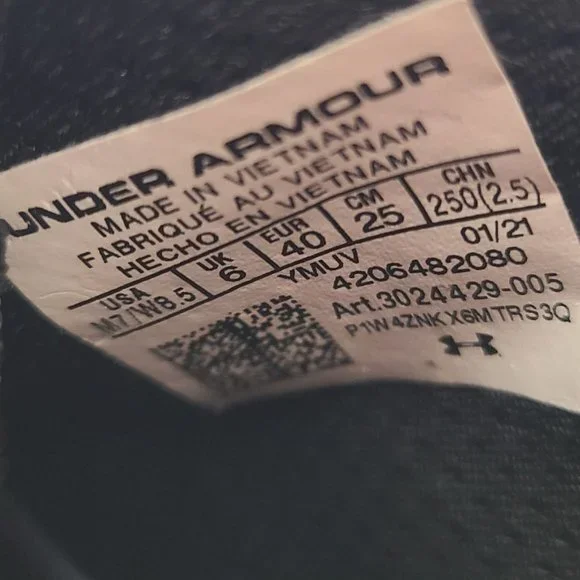 UNDER ARMOUR
MADE IN VIETNAM
FABRIQUÉ AU VIETNAM
HECHO EN VIETNAM
USA UK EUR CM CHN
M7/W8.5 6 40 25 250(2.5)
YMUV 01/21
4206482080
Art.3024429-005
P1W4ZNKX6MTRS3Q